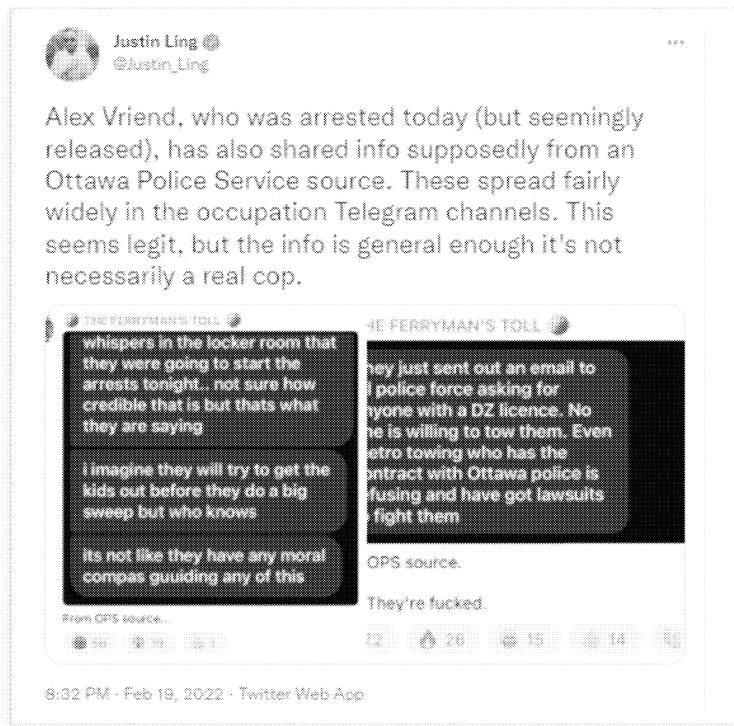 Justin Ling
@Justin_Ling
Alex Vriend, who was arrested today (but seemingly
released), has also shared info supposedly from an
Ottawa Police Service source. These spread fairly
widely in the occupation Telegram channels. This
seems legit, but the info is general enough it's not
necessarily a real cop.
THE FERRYMAN'S TOLL
whispers in the locker room that
they were going to start the
arrests tonight.. not sure how
credible that is but thats what
they are saying
i imagine they will try to get the
kids out before they do a big
sweep but who knows
its not like they have any moral
compas guuiding any of this
From OPS source...
56 19 1
HE FERRYMAN'S TOLL
hey just sent out an email to
l police force asking for
nyone with a DZ licence. No
ne is willing to tow them. Even
etro towing who has the
ontract with Ottawa police is
efusing and have got lawsuits
fight them
OPS source.
They're fucked.
72 26 15 14
8:32 PM · Feb 19, 2022 · Twitter Web App